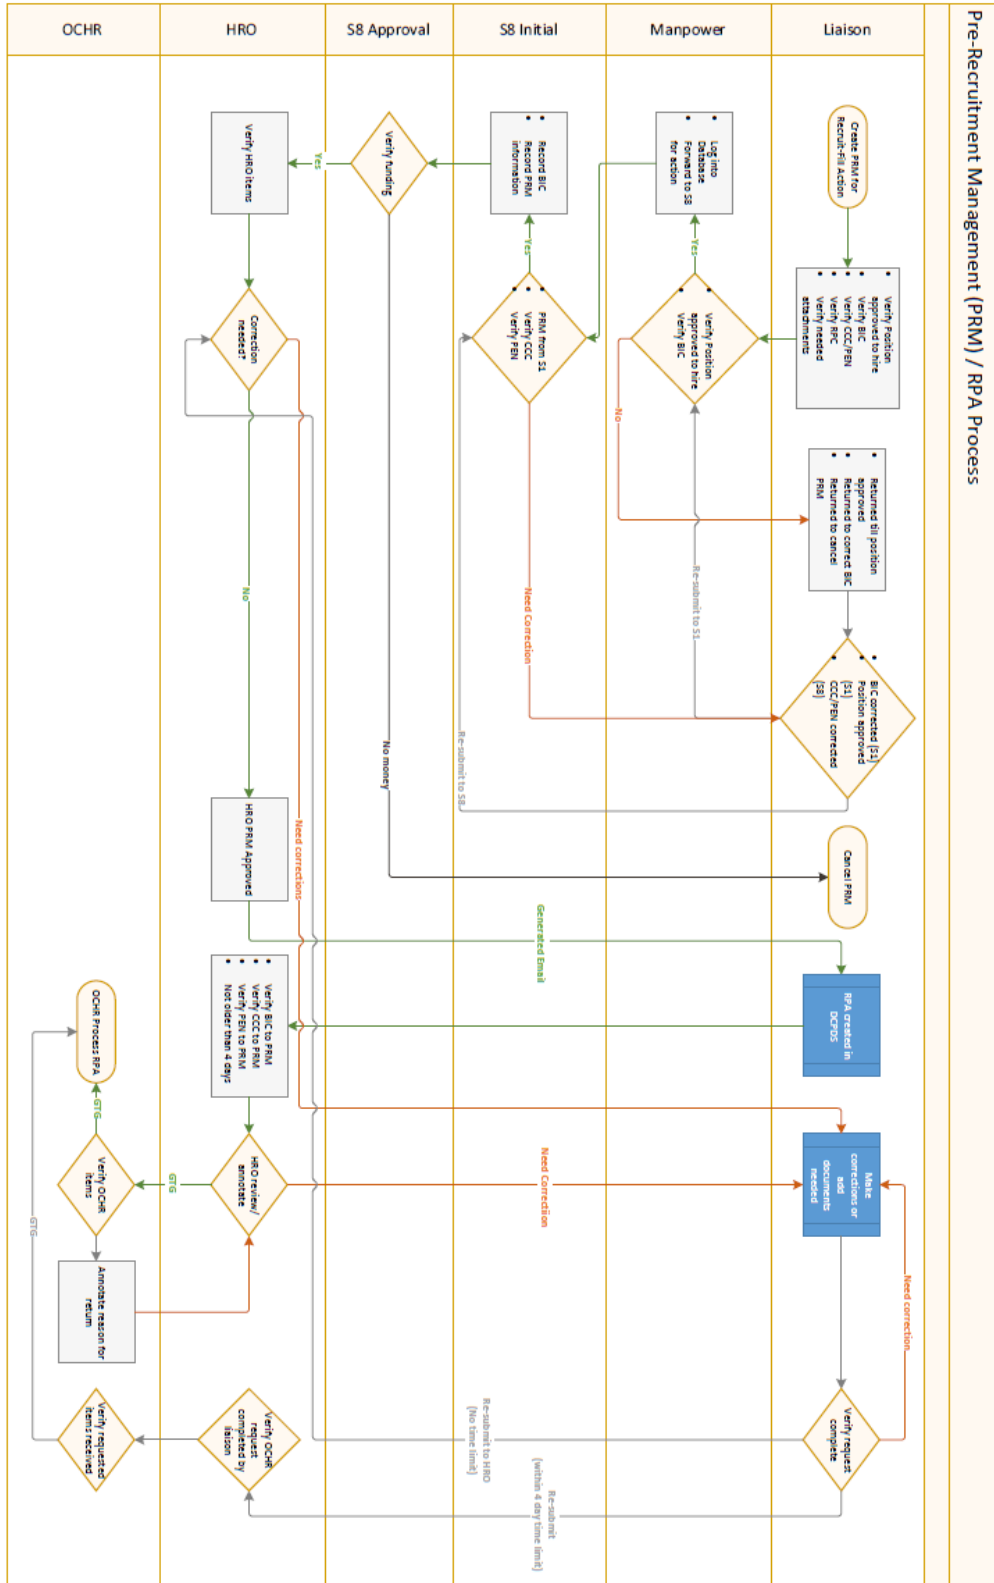 Pre-Recruitment Management (PRM) / RPA Process
Liaison
Create PRM for
Recruit-Fill Action
• Verify Position
approved to hire
• Verify BIC
• Verify CCC/PEN
• Verify RPC
• Verify needed
attachments
• Returned till position
approved
• Returned to correct BIC
• Returned to cancel
PRM
• BIC corrected (S1)
• Position approved
(S1)
• CCC/PEN corrected
(S8)
Cancel PRM
RPA created in
DCPDS
Make
corrections or
add
documents
needed
Need correction
Verify request
complete
Manpower
• Log into
Database
• Forward to S8
for action
Yes
• Verify Position
approved to hire
• Verify BIC
No
Re-submit to S1
S8 Initial
• Record BIC
• Record PRM
information
Yes
• PRM from S1
• Verify CCC
• Verify PEN
Need Correction
Re-submit to S8
Generated Email
Need Correctiion
Re-submit to HRO
(No time limit)
Re-submit
(within 4 day time limit)
S8 Approval
Verify funding
No money
Yes
HRO
Verify HRO items
Correction
needed?
No
Need corrections
HRO PRM Approved
• Verify BIC to PRM
• Verify CCC to PRM
• Verify PEN to PRM
• Not older than 4 days
HRO review/
annotate
GTG
Verify OCHR
request
completed by
liaison
OCHR
OCHR Process RPA
GTG
Verify OCHR
items
Annotate reason for
return
Verify requested
items received
GTG